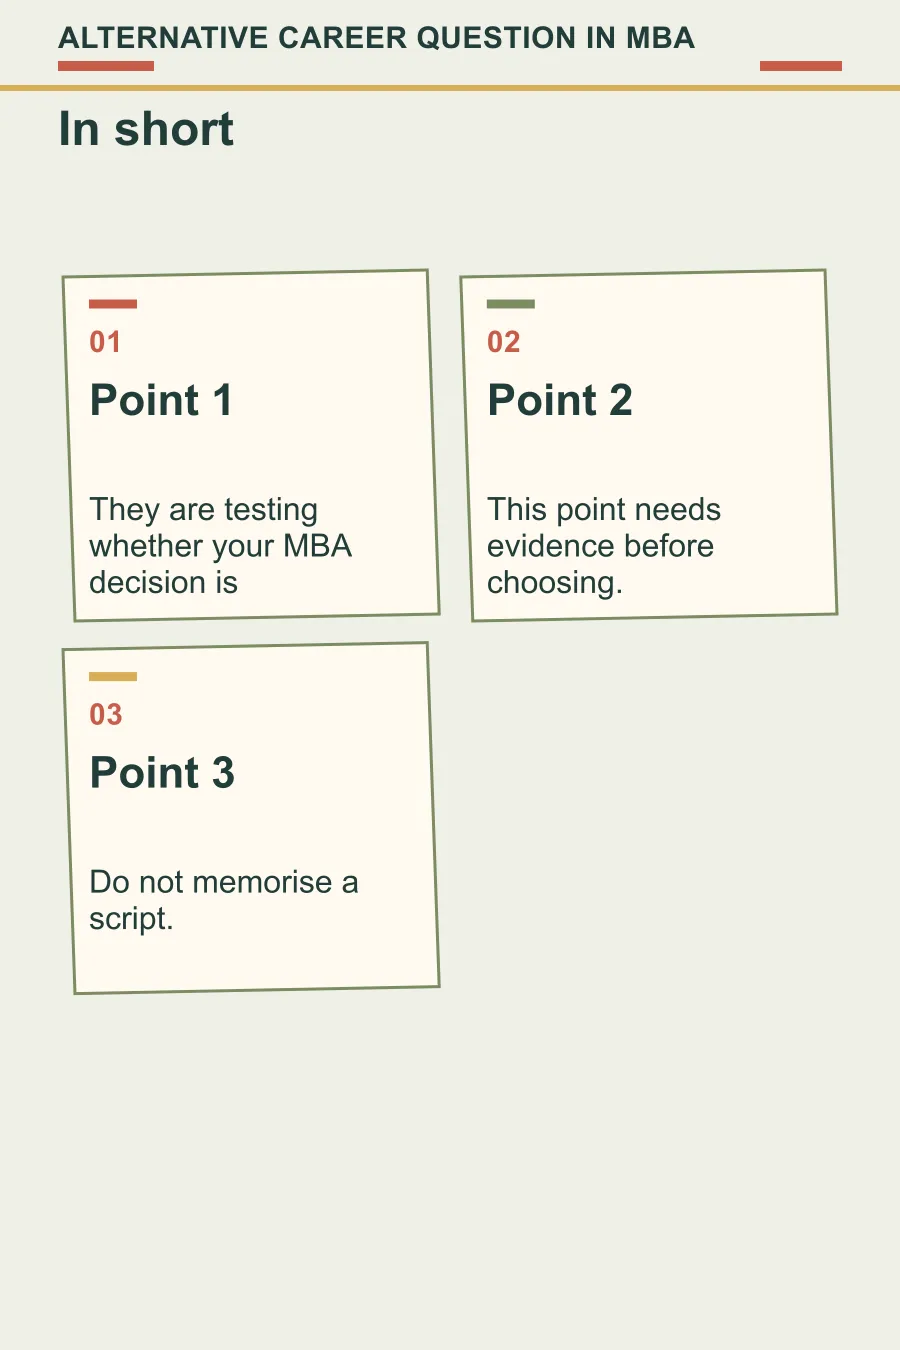 ALTERNATIVE CAREER QUESTION IN MBA
In short
01
Point 1
They are testing
whether your MBA
decision is
02
Point 2
This point needs
evidence before
choosing.
03
Point 3
Do not memorise a
script.